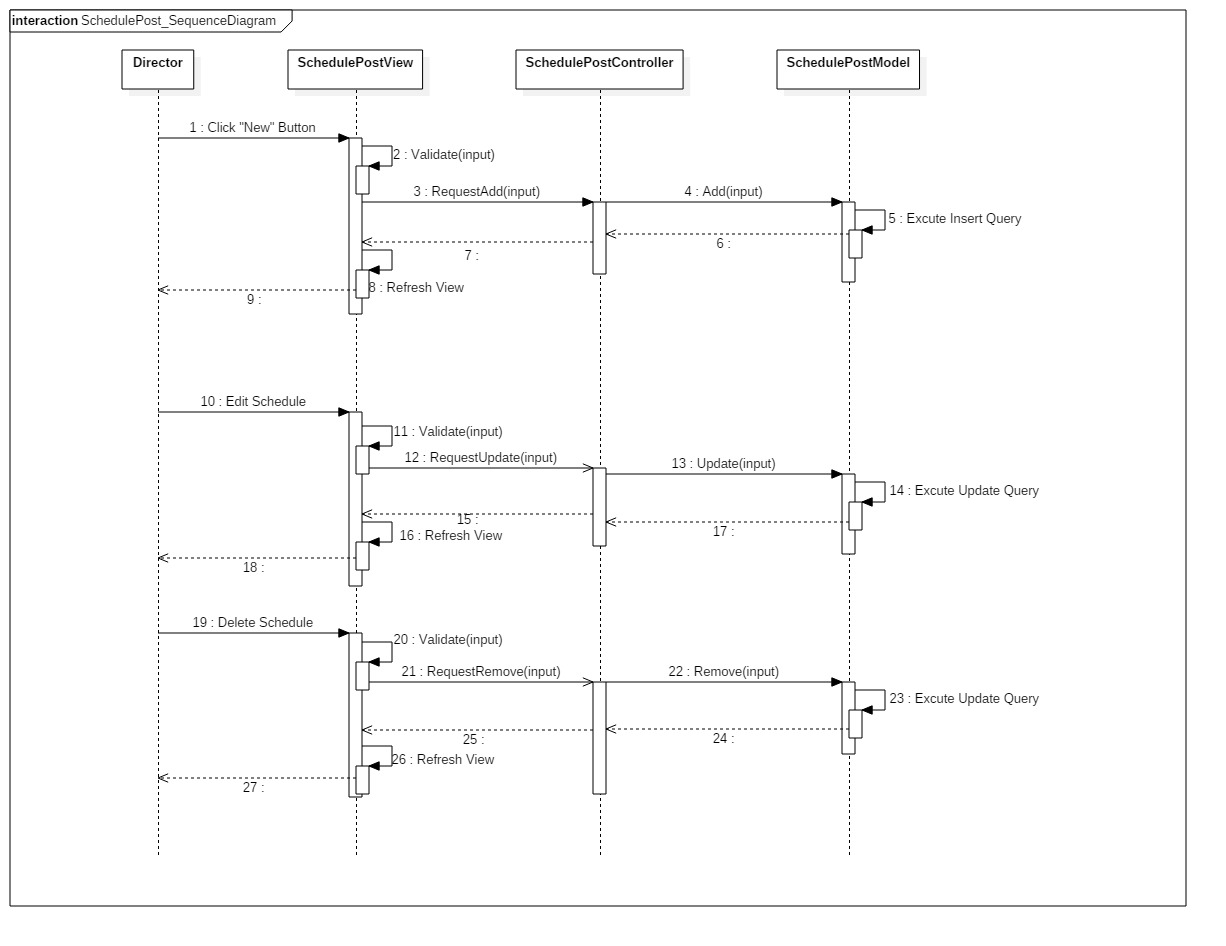 interaction SchedulePost_SequenceDiagram
Director
SchedulePostView
SchedulePostController
SchedulePostModel
1 : Click "New" Button
2 : Validate(input)
3 : RequestAdd(input)
4 : Add(input)
5 : Excute Insert Query
6 :
7 :
8 : Refresh View
9 :
10 : Edit Schedule
11 : Validate(input)
12 : RequestUpdate(input)
13 : Update(input)
14 : Excute Update Query
15 :
16 : Refresh View
17 :
18 :
19 : Delete Schedule
20 : Validate(input)
21 : RequestRemove(input)
22 : Remove(input)
23 : Excute Update Query
24 :
25 :
26 : Refresh View
27 :